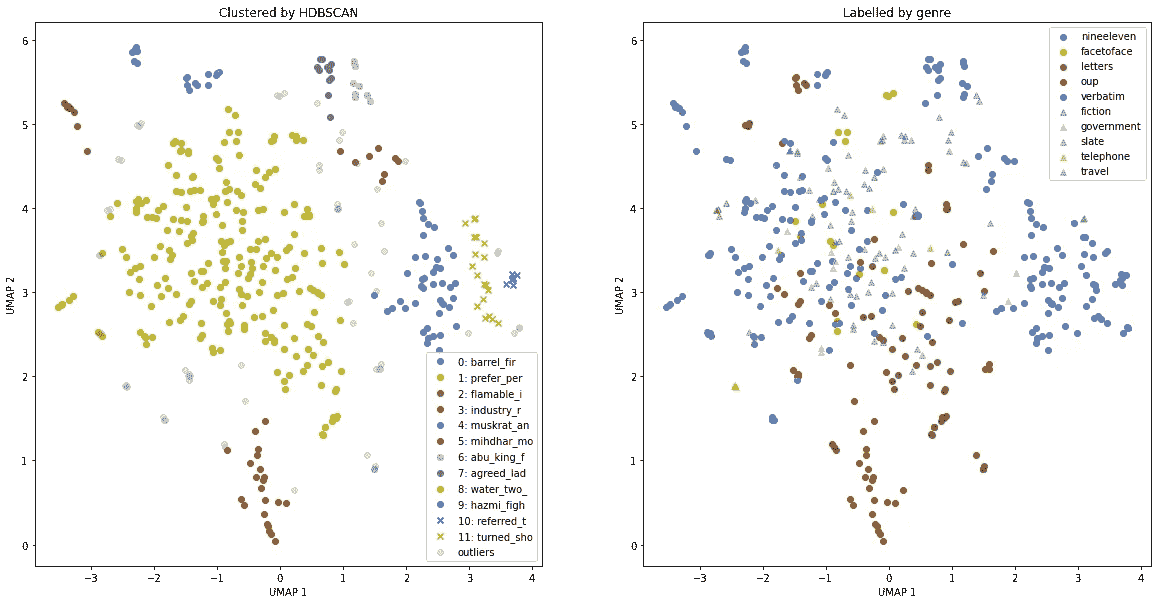 Clustered by HDBSCAN
6
5
4
3
2
1
0
UMAP 2
−3
−2
−1
0
1
2
3
4
UMAP 1
0: barrel_fir
1: prefer_per
2: flamable_i
3: industry_r
4: muskrat_an
5: mihdhar_mo
6: abu_king_f
7: agreed_iad
8: water_two_
9: hazmi_figh
10: referred_t
11: turned_sho
outliers
Labelled by genre
6
5
4
3
2
1
0
UMAP 2
−3
−2
−1
0
1
2
3
4
UMAP 1
nineeleven
facetoface
letters
oup
verbatim
fiction
government
slate
telephone
travel